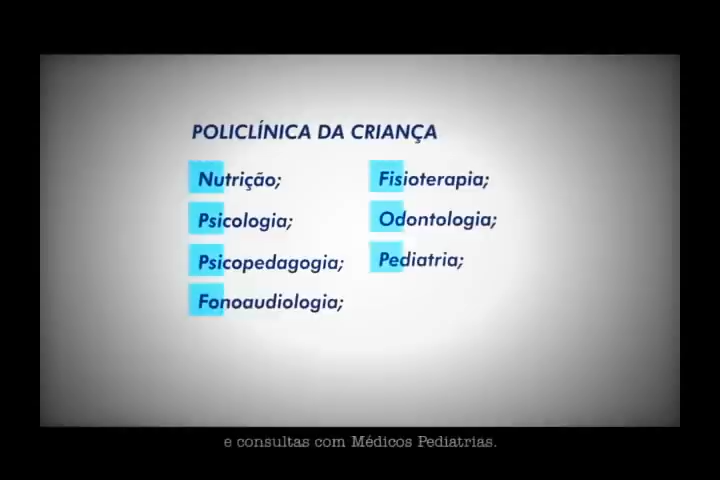 POLICLÍNICA DA CRIANÇA
Nutrição;
Psicologia;
Psicopedagogia;
Fonoaudiologia;
Fisioterapia;
Odontologia;
Pediatria;
e consultas com Médicos Pediatrias.